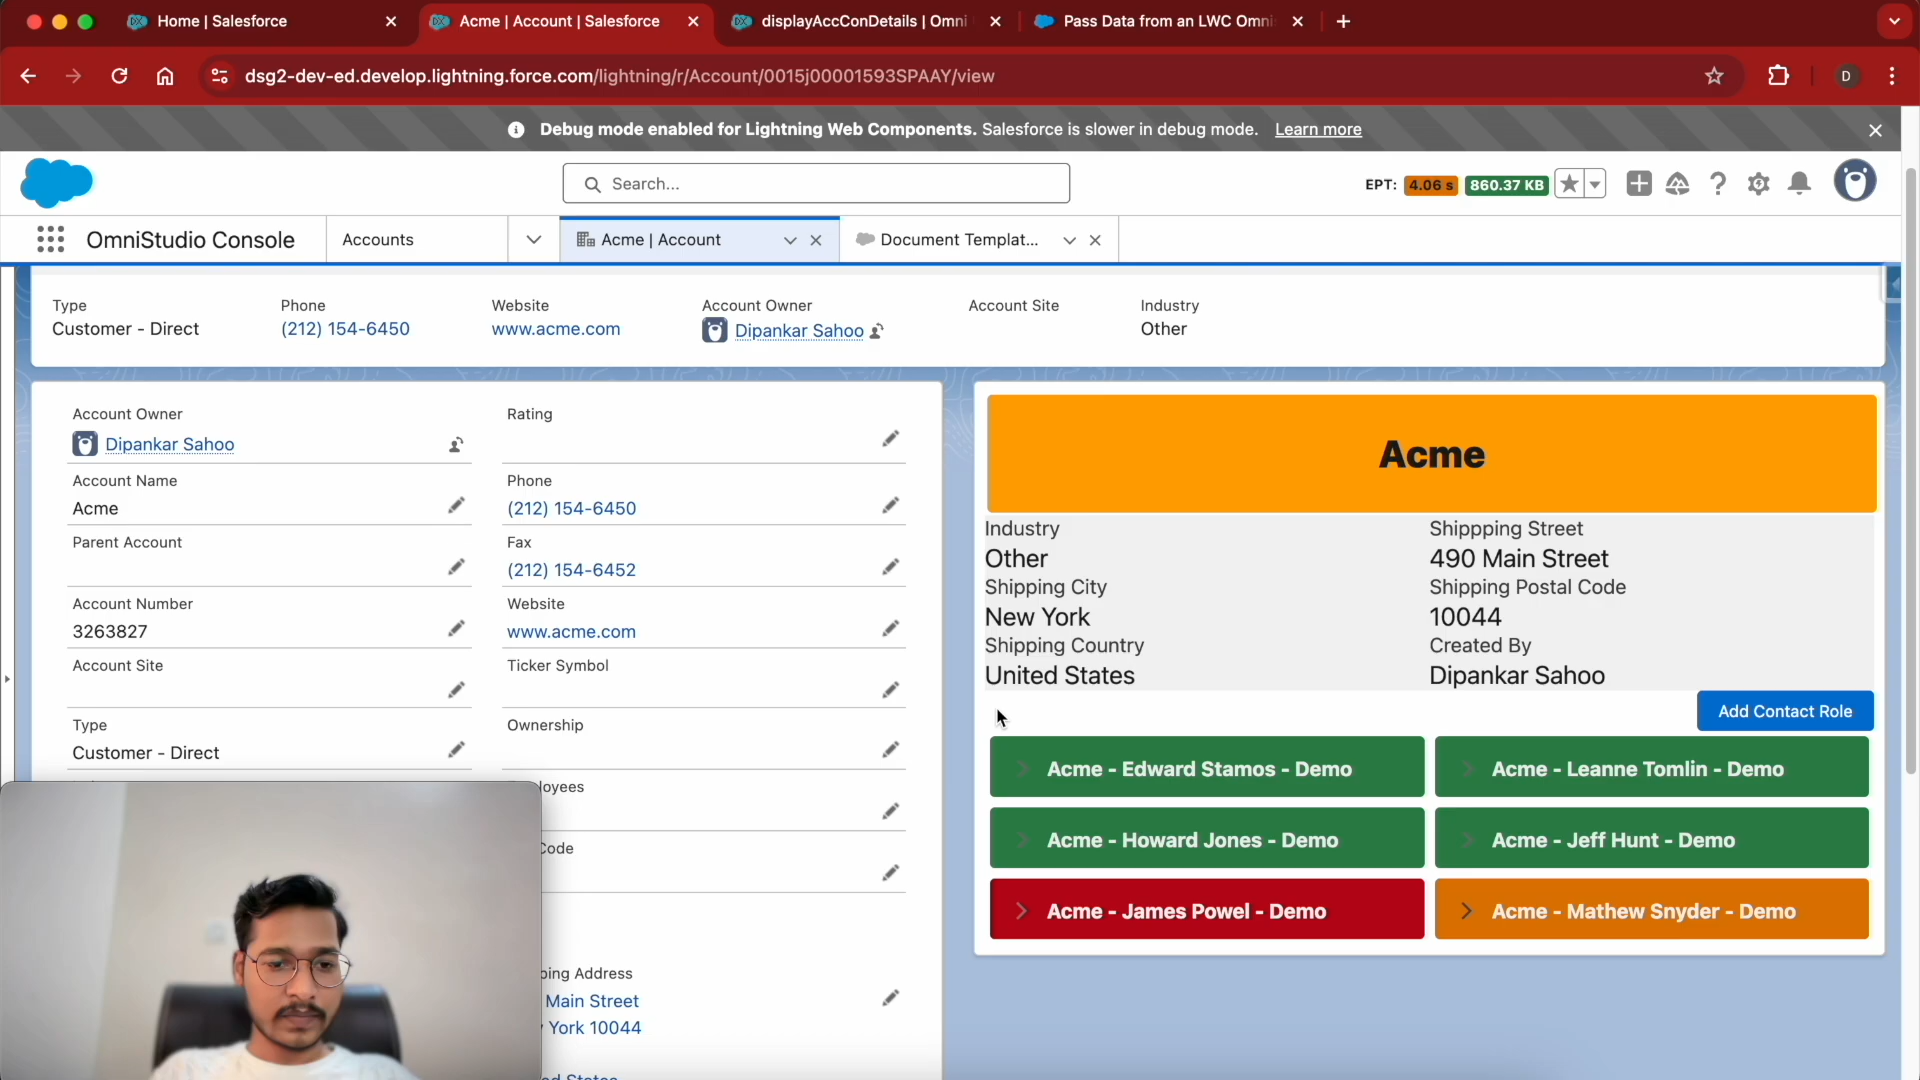 Home | Salesforce
Acme | Account | Salesforce
displayAccConDetails | Omni
Pass Data from an LWC Omni
dsg2-dev-ed.develop.lightning.force.com/lightning/r/Account/0015j00001593SPAAY/view
D
Debug mode enabled for Lightning Web Components. Salesforce is slower in debug mode. Learn more
Search...
EPT: 4.06 s 860.37 KB
OmniStudio Console
Accounts
Acme | Account
Document Templat...
Type
Customer - Direct
Phone
(212) 154-6450
Website
www.acme.com
Account Owner
Dipankar Sahoo
Account Site
Industry
Other
Account Owner
Dipankar Sahoo
Rating
Account Name
Acme
Phone
(212) 154-6450
Parent Account
Fax
(212) 154-6452
Account Number
3263827
Website
www.acme.com
Account Site
Ticker Symbol
Type
Customer - Direct
Ownership
loyees
Code
ping Address
Main Street
York 10044
Acme
Industry
Other
Shippping Street
490 Main Street
Shipping City
New York
Shipping Postal Code
10044
Shipping Country
United States
Created By
Dipankar Sahoo
Add Contact Role
Acme - Edward Stamos - Demo
Acme - Leanne Tomlin - Demo
Acme - Howard Jones - Demo
Acme - Jeff Hunt - Demo
Acme - James Powel - Demo
Acme - Mathew Snyder - Demo